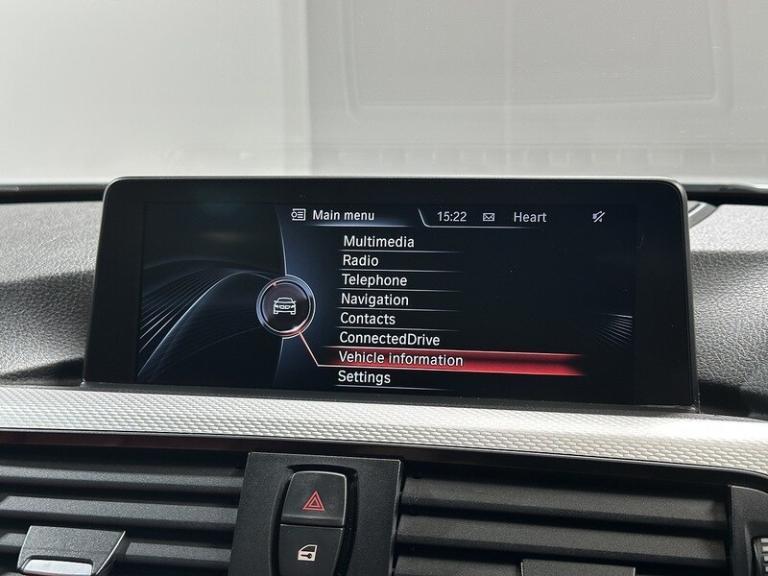 Main menu 15:22 Heart
Multimedia
Radio
Telephone
Navigation
Contacts
ConnectedDrive
Vehicle information
Settings